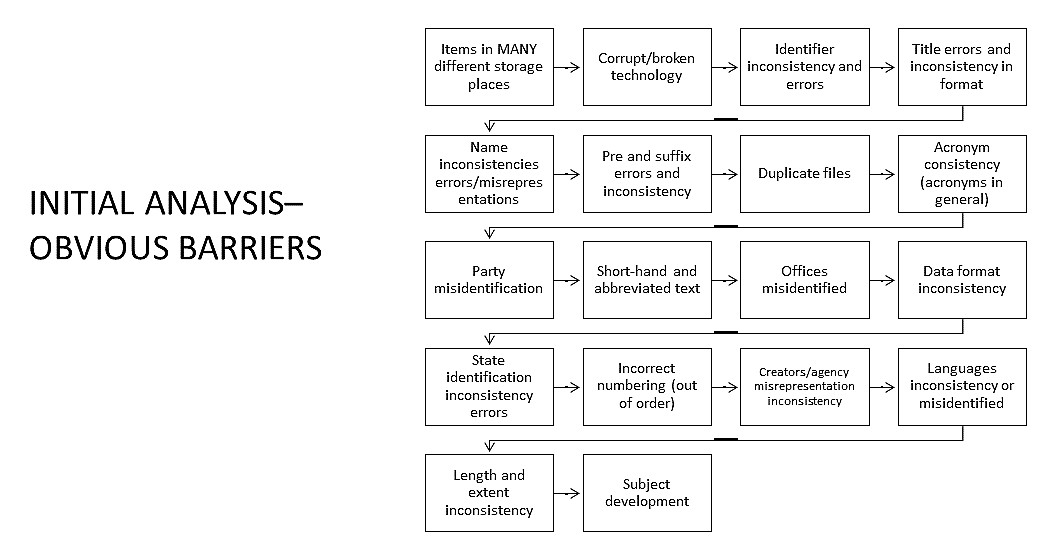 INITIAL ANALYSIS–
OBVIOUS BARRIERS
Items in MANY
different storage
places
Corrupt/broken
technology
Identifier
inconsistency and
errors
Title errors and
inconsistency in
format
Name
inconsistencies
errors/misrepres
entations
Pre and suffix
errors and
inconsistency
Duplicate files
Acronym
consistency
(acronyms in
general)
Party
misidentification
Short-hand and
abbreviated text
Offices
misidentified
Data format
inconsistency
State
identification
inconsistency
errors
Incorrect
numbering (out
of order)
Creators/agency
misrepresentation
inconsistency
Languages
inconsistency or
misidentified
Length and
extent
inconsistency
Subject
development